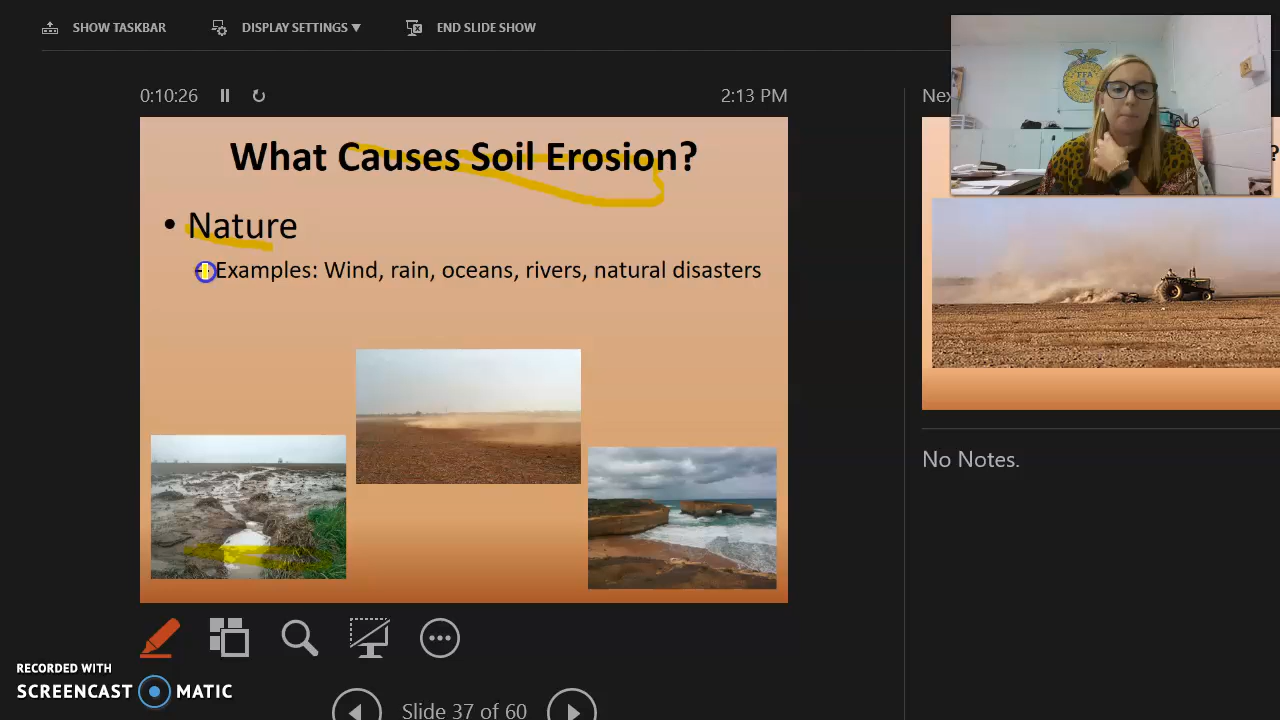 SHOW TASKBAR
DISPLAY SETTINGS ▼
END SLIDE SHOW
0:10:26
2:13 PM
What Causes Soil Erosion?
• Nature
Examples: Wind, rain, oceans, rivers, natural disasters
FFA
?
No Notes.
RECORDED WITH
SCREENCAST MATIC
Slide 37 of 60